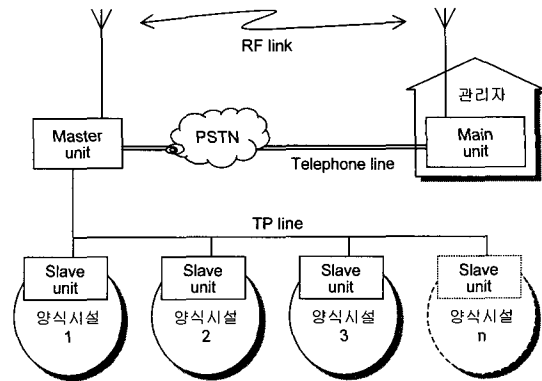 RF link
관리자
Master
unit
PSTN
Main
unit
Telephone line
TP line
Slave
unit
양식시설
1
Slave
unit
양식시설
2
Slave
unit
양식시설
3
Slave
unit
양식시설
n